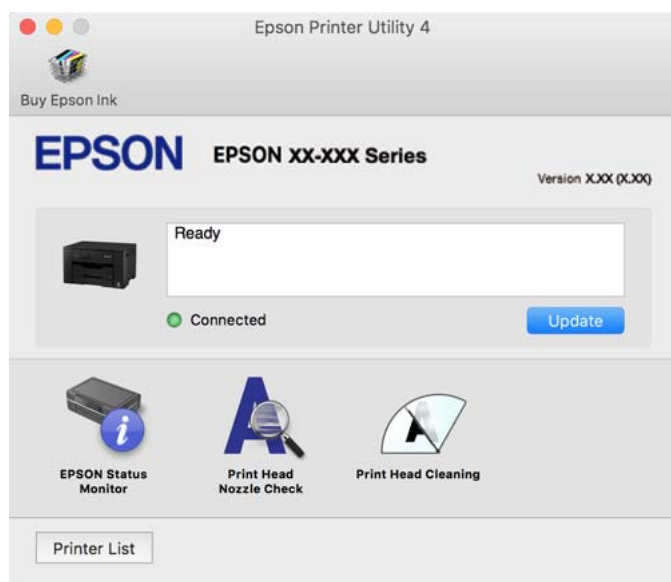 Epson Printer Utility 4
Buy Epson Ink
EPSON
EPSON XX-XXX Series
Version X.XX (X.XX)
Ready
Connected
Update
EPSON Status
Monitor
Print Head
Nozzle Check
Print Head Cleaning
Printer List